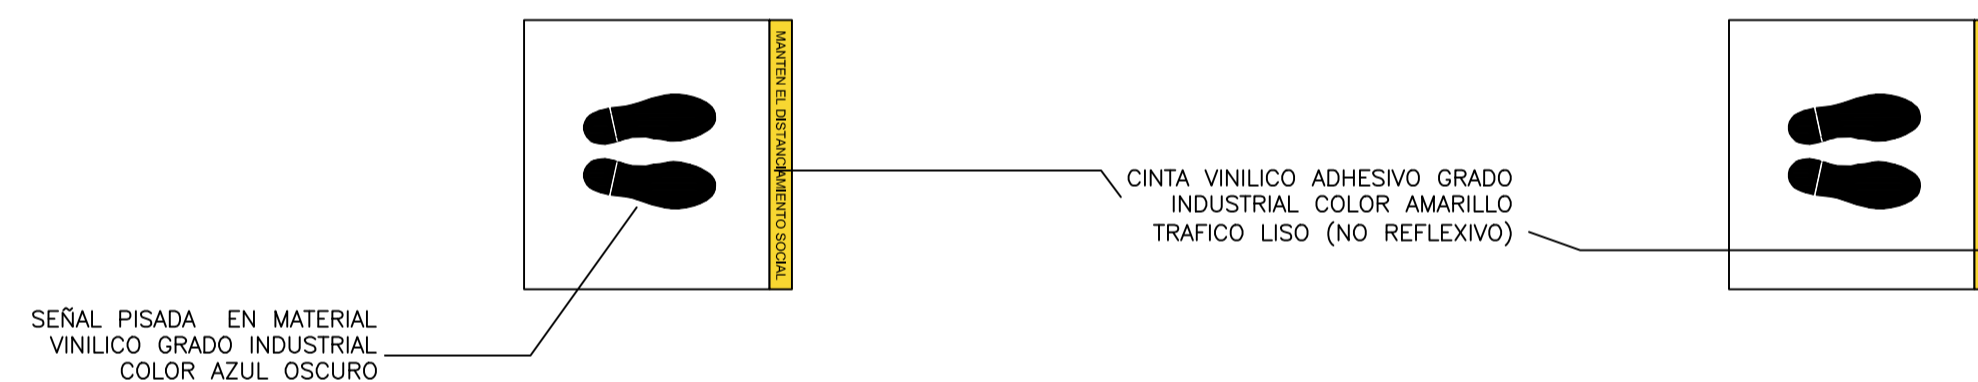 MANTEN EL DISTANCIAMIENTO SOCIAL
CINTA VINILICO ADHESIVO GRADO
INDUSTRIAL COLOR AMARILLO
TRAFICO LISO (NO REFLEXIVO)
SEÑAL PISADA EN MATERIAL
VINILICO GRADO INDUSTRIAL
COLOR AZUL OSCURO